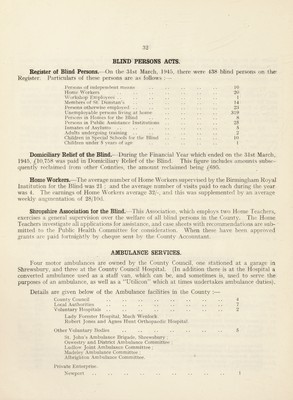 32
BLIND PERSONS ACTS.
Register of Blind Persons.—On the 31st March, 1945, there were 438 blind persons on the
Register. Particulars of these persons are as follows :—
Persons of independent means .. 10
Home Workers .. 20
Workshop Employees .. 1
Members of St. Dunstan's .. 14
Persons otherwise employed .. 23
Unemployable persons living at home ..
Persons in Homes for the Blind ..
Persons in Public Assistance Institutions .. 28
Inmates of Asylums ..
Adults undergoing training .. 2
Children in Special Schools for the Blind .. 10
Children under 5 years of age
Domiciliary Relief of the Blind.—During the Financial Year which ended on the 31st March,
1945, £10,758 was paid in Domiciliary Relief of the Blind. This figure includes amounts subse-
quently reclaimed from other Counties, the amount reclaimed being £695.
Home Workers.—The average number of Home Workers supervised by the Birmingham Royal
Institution for the Blind was 21 ; and the average number of visits paid to each during the year
was 4. The earnings of Home Workers average 32/-, and this was supplemented by an average
weekly augmentation of 28/10d.
Shropshire Association for the Blind.—This Association, which employs two Home Teachers,
exercises a general supervision over the welfare of all blind persons in the County. The Home
Teachers investigate all applications for assistance, and case sheets with recommendations are sub-
mitted to the Public Health Committee for consideration. When these have been approved
grants are paid fortnightly by cheque sent by the County Accountant.
AMBULANCE SERVICES.
Four motor ambulances are owned by the County Council, one stationed at a garage in
Shrewsbury, and three at the County Council Hospital. (In addition there is at the Hospital a
converted ambulance used as a staff van, which can be, and sometimes is, used to serve the
purposes of an ambulance, as well as a "Utilicon" which at times undertakes ambulance duties).
Details are given below of the Ambulance facilities in the County :—
County Council .. 4
Local Authorities .. 2
Voluntary Hospitals .. 2
Lady Forester Hospital, Much Wenlock
Robert Jones and Agnes Hunt Orthopaedic Hospital.
Other Voluntary Bodies .. 5
St. John's Ambulance Brigade, Shrewsbury ;
Oswestry and District Ambulance Committee ;
Ludlow Joint Ambulance Committee ;
Madeley Ambulance Committee ;
Albrighton Ambulance Committee.
Private Enterprise.
Newport .. 1